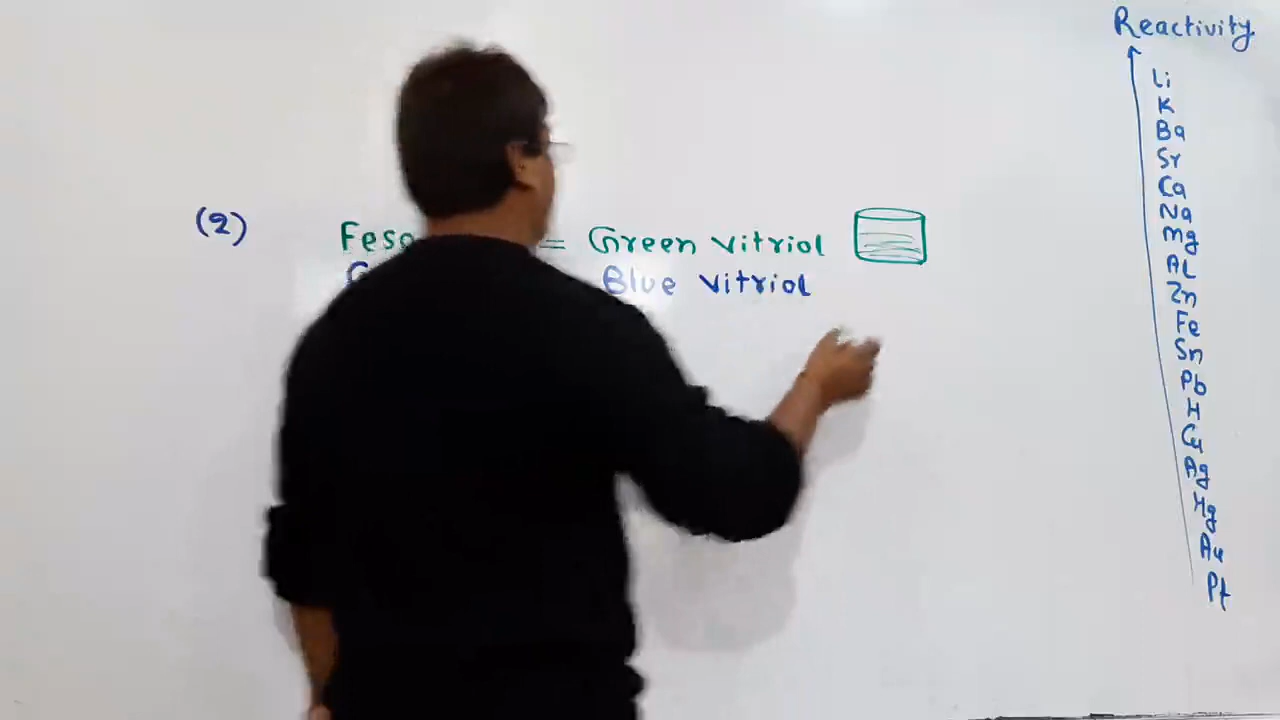 Reactivity
Li
K
Ba
Sr
Ca
Na
Mg
AL
Zn
Fe
Sn
Pb
H
Cu
Ag
Hg
Au
Pt
(2)
Feso = Green vitriol
Blue vitriol